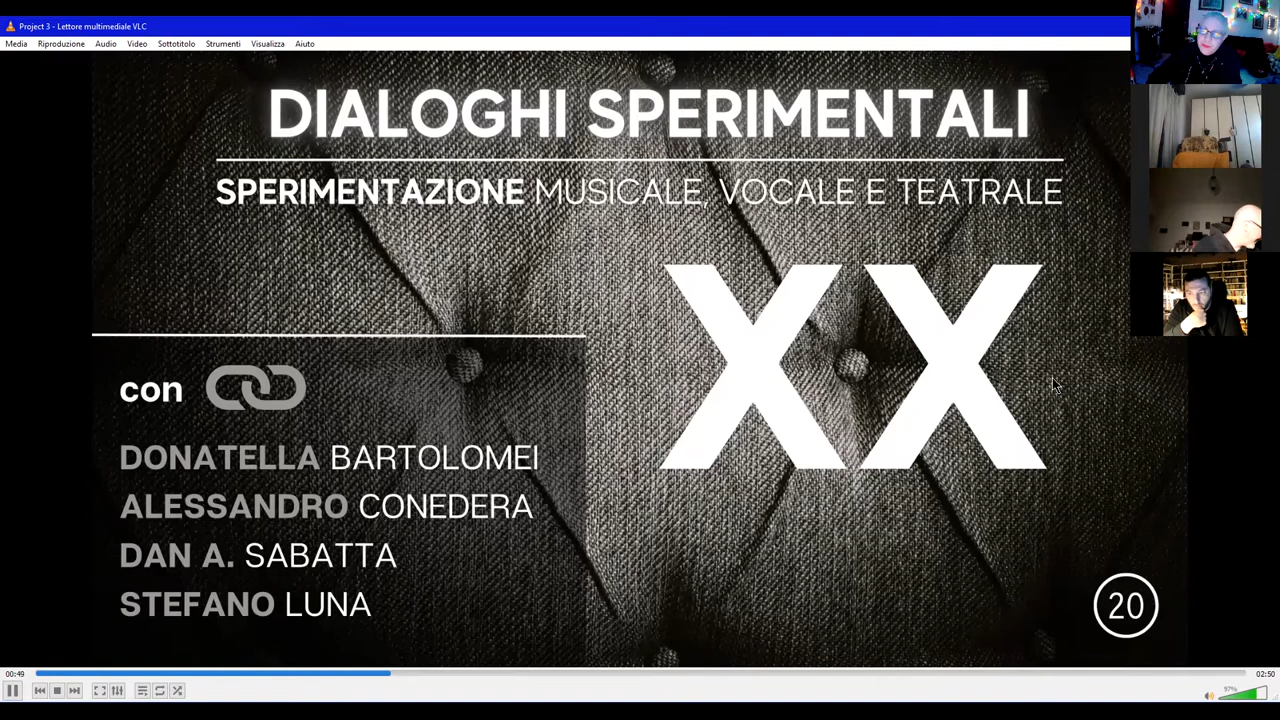 Project 3 - Lettore multimediale VLC
Media Riproduzione Audio Video Sottotitolo Strumenti Visualizza Aiuto
DIALOGHI SPERIMENTALI
SPERIMENTAZIONE MUSICALE, VOCALE E TEATRALE
XX
con
DONATELLA BARTOLOMEI
ALESSANDRO CONEDERA
DAN A. SABATTA
STEFANO LUNA
20
00:49
02:50
97%